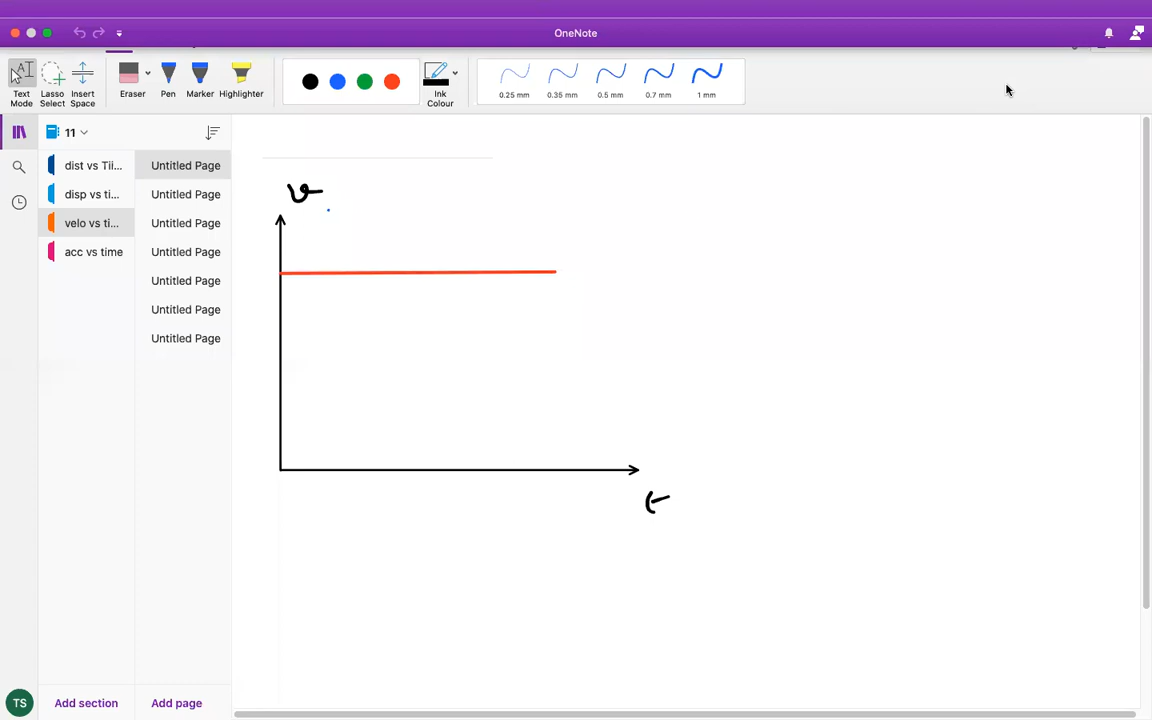 OneNote
Text Mode
Lasso Select
Insert Space
Eraser
Pen
Marker
Highlighter
Ink Colour
0.25 mm
0.35 mm
0.5 mm
0.7 mm
1 mm
11
dist vs Tii...
disp vs ti...
velo vs ti...
acc vs time
Untitled Page
Untitled Page
Untitled Page
Untitled Page
Untitled Page
Untitled Page
Untitled Page
v
t
TS
Add section
Add page